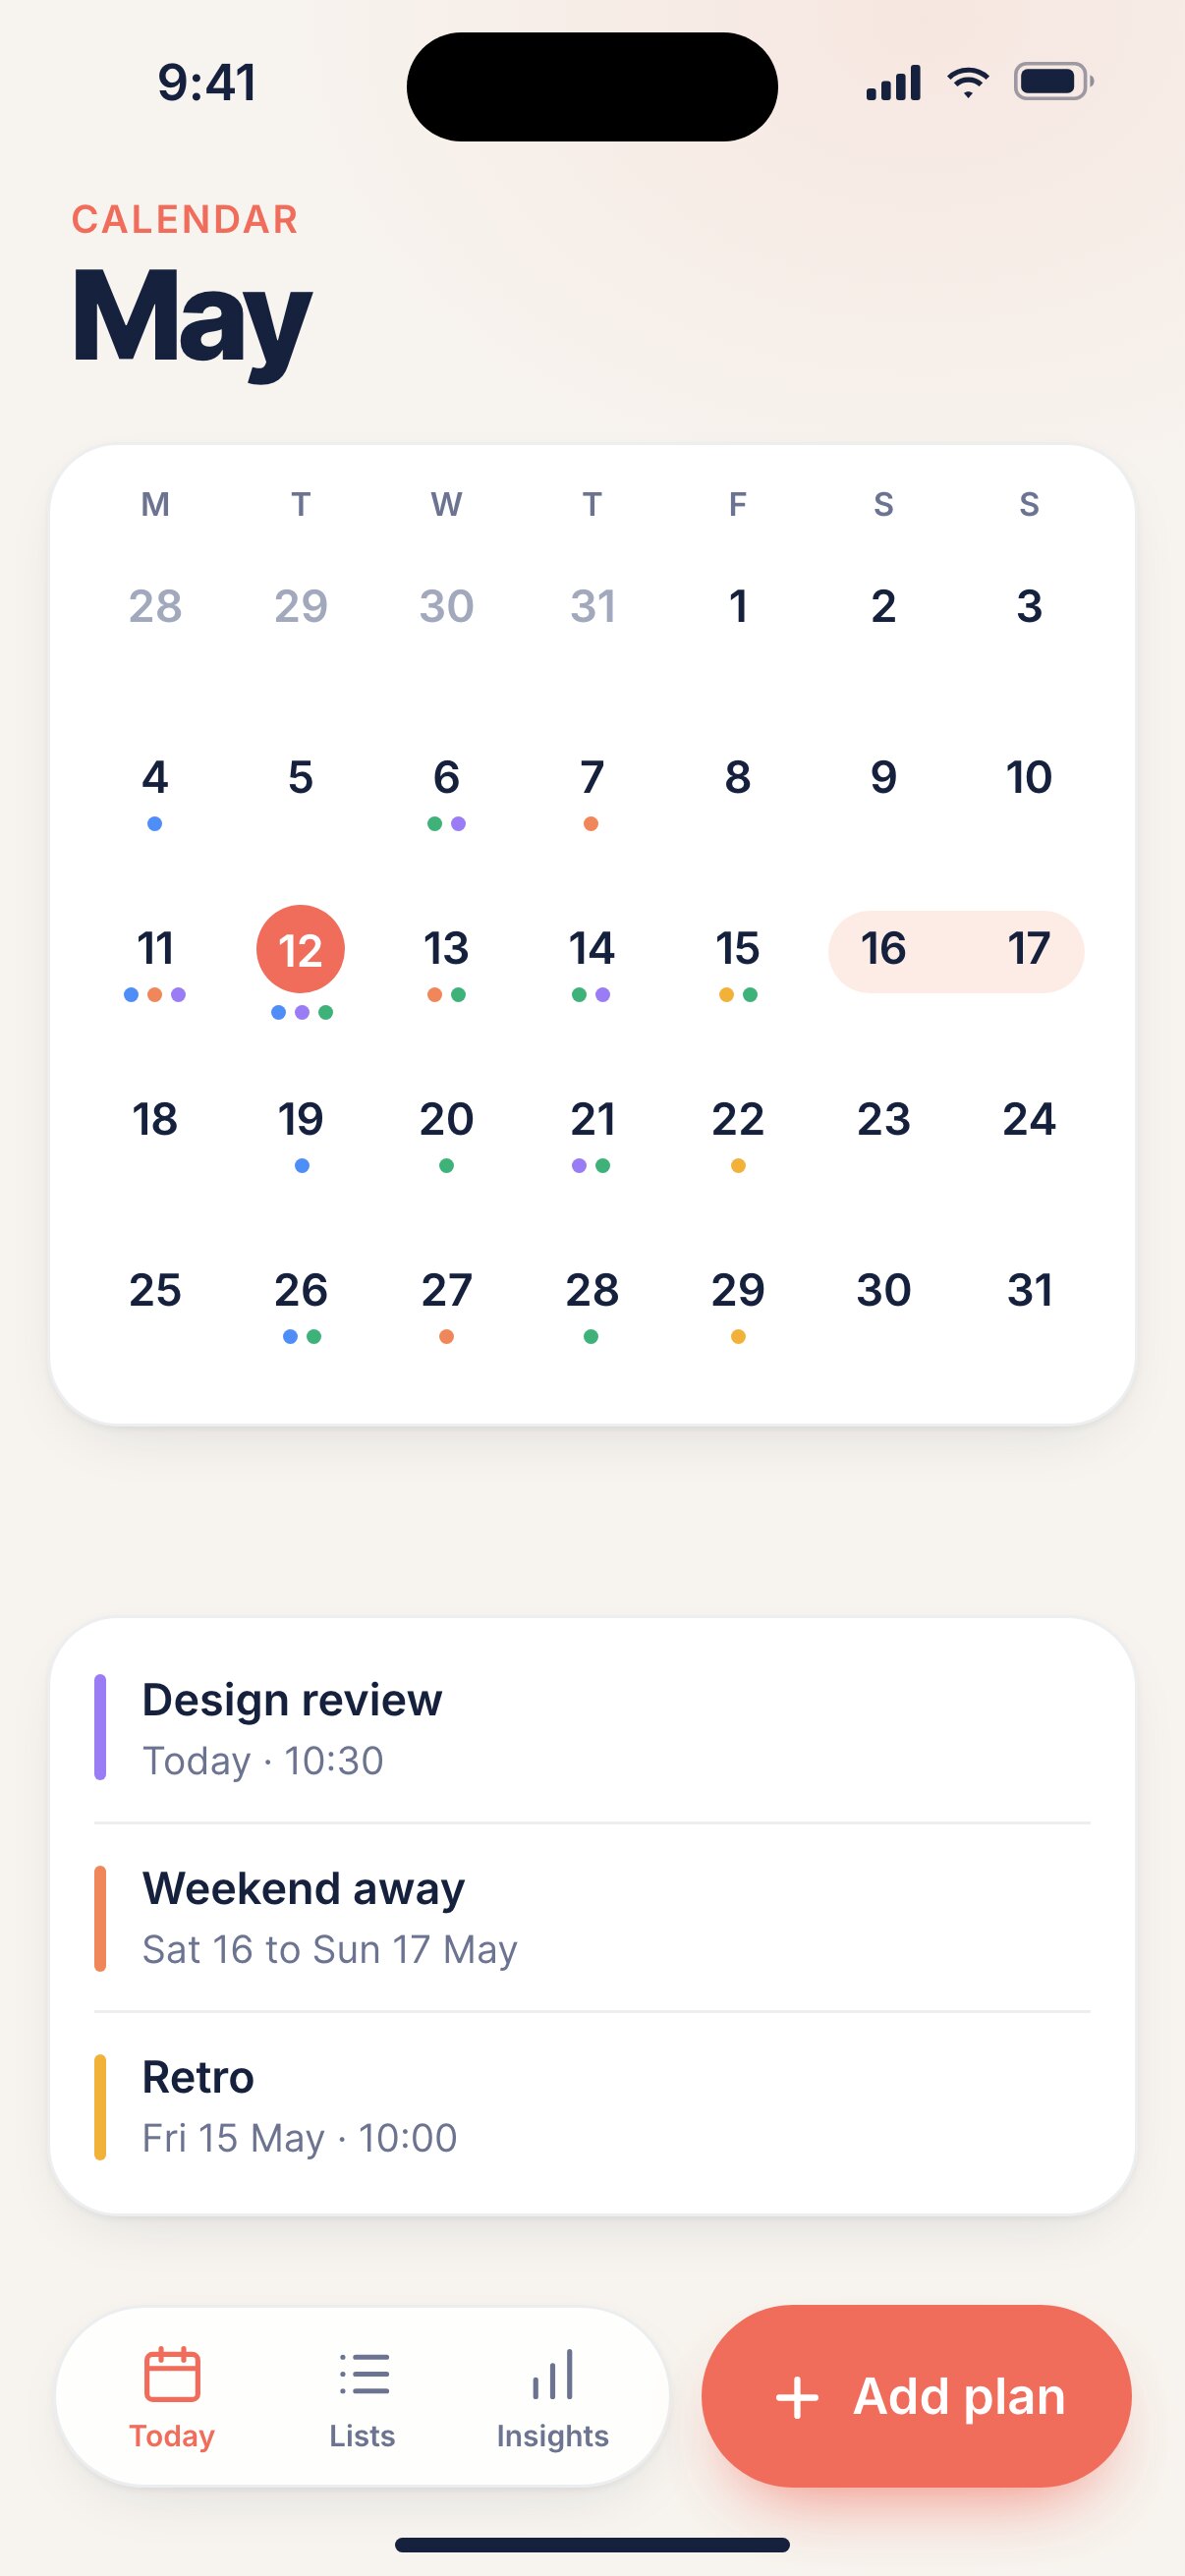 9:41
CALENDAR
May
M T W T F S S
28 29 30 31 1 2 3
4 5 6 7 8 9 10
11 12 13 14 15 16 17
18 19 20 21 22 23 24
25 26 27 28 29 30 31
Design review
Today · 10:30
Weekend away
Sat 16 to Sun 17 May
Retro
Fri 15 May · 10:00
Today Lists Insights
+ Add plan